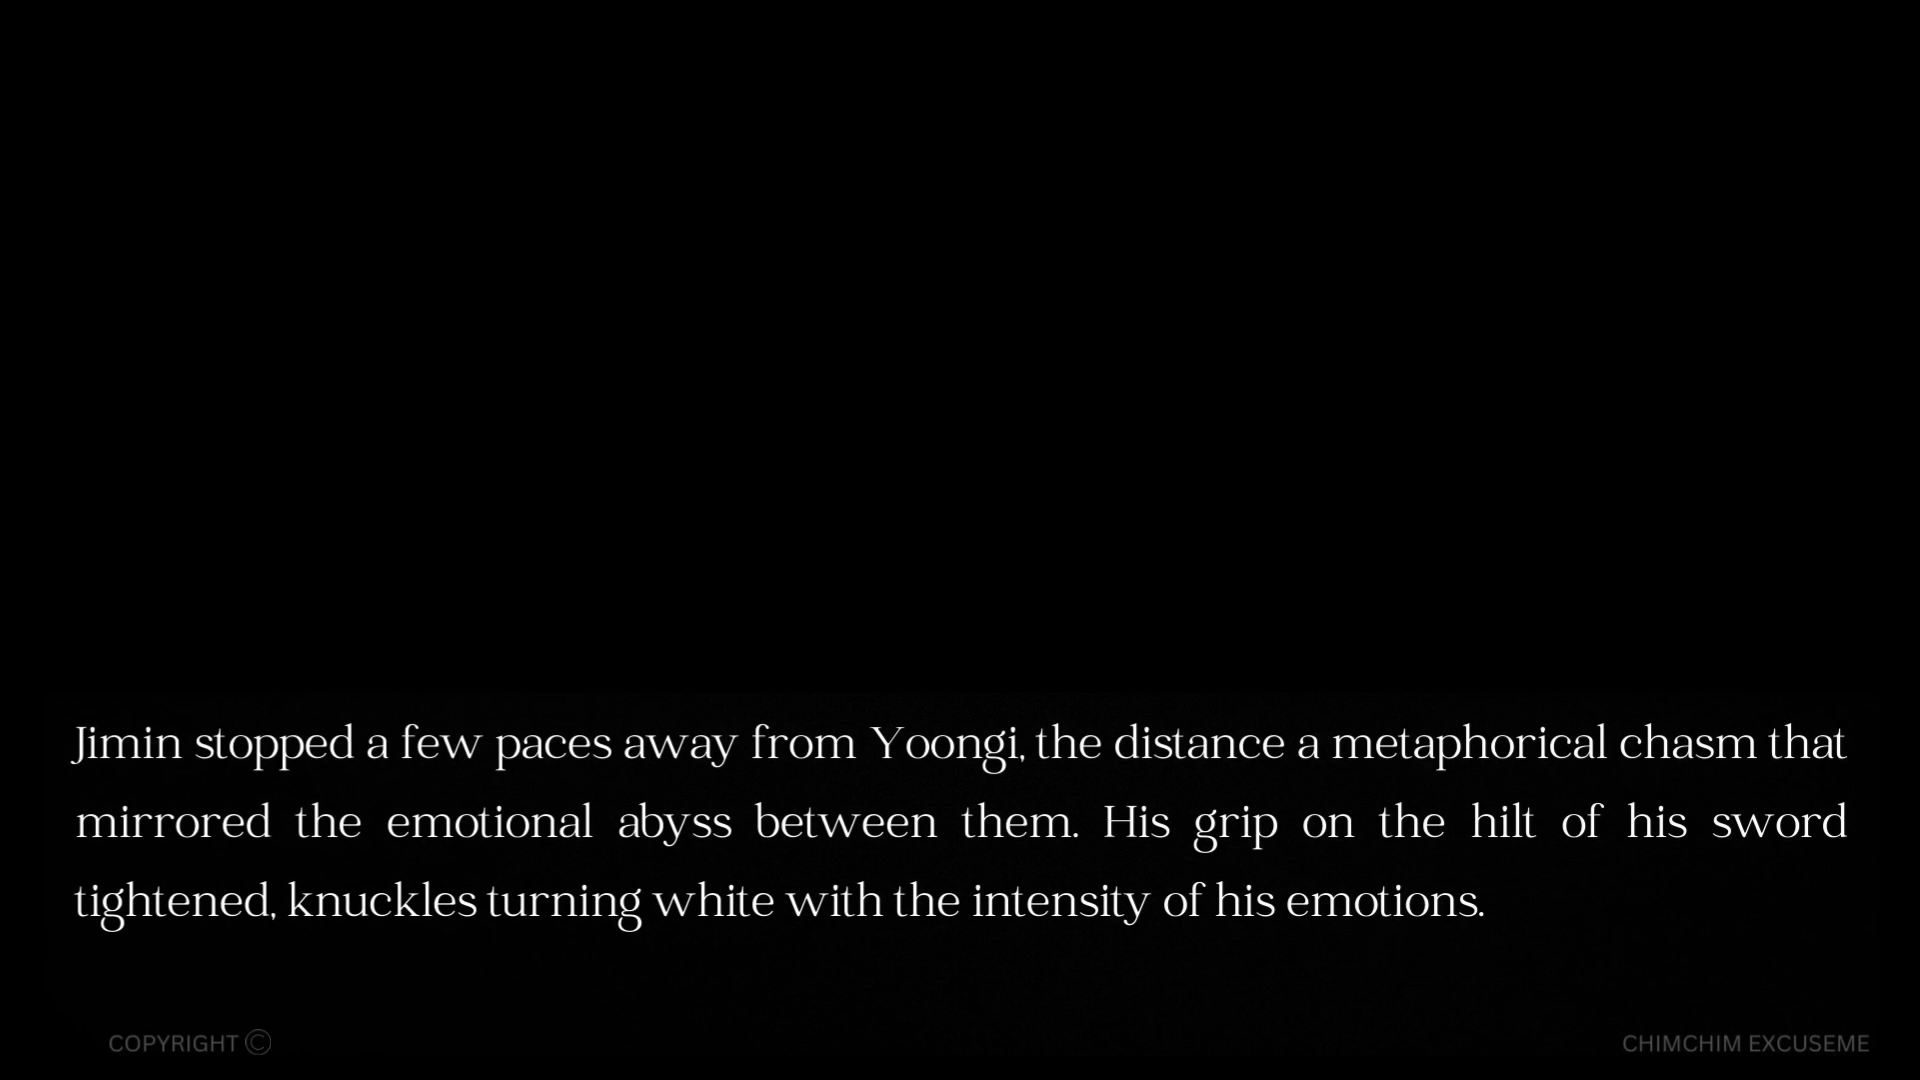 Jimin stopped a few paces away from Yoongi, the distance a metaphorical chasm that
mirrored the emotional abyss between them. His grip on the hilt of his sword
tightened, knuckles turning white with the intensity of his emotions.
COPYRIGHT ©
CHIMCHIM EXCUSEME